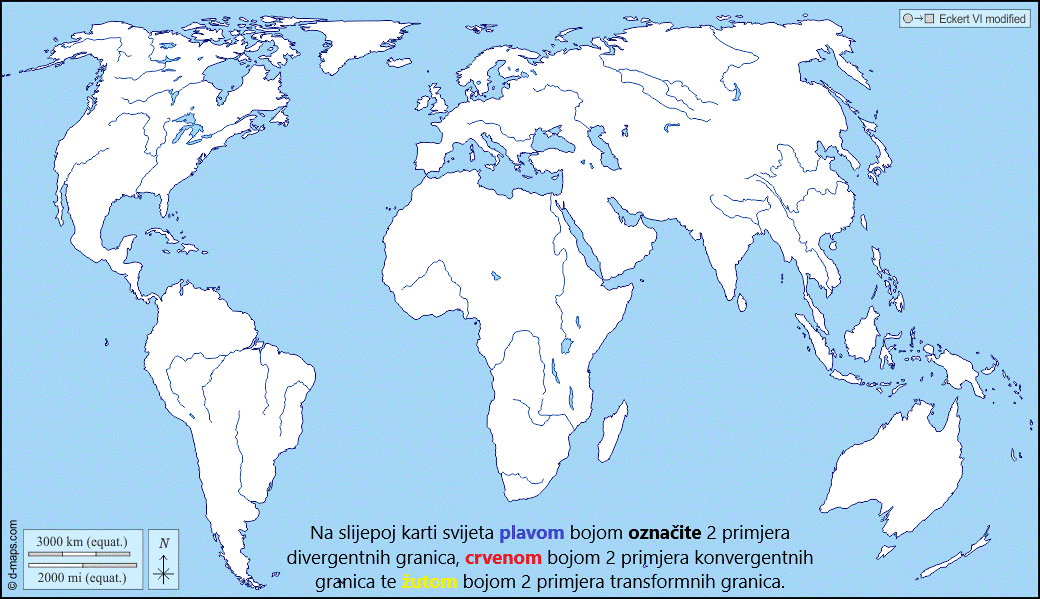 ○→□ Eckert VI modified
© d-maps.com
3000 km (equat.)
2000 mi (equat.)
N
Na slijepoj karti svijeta plavom bojom označite 2 primjera
divergentnih granica, crvenom bojom 2 primjera konvergentnih
granica te žutom bojom 2 primjera transformnih granica.